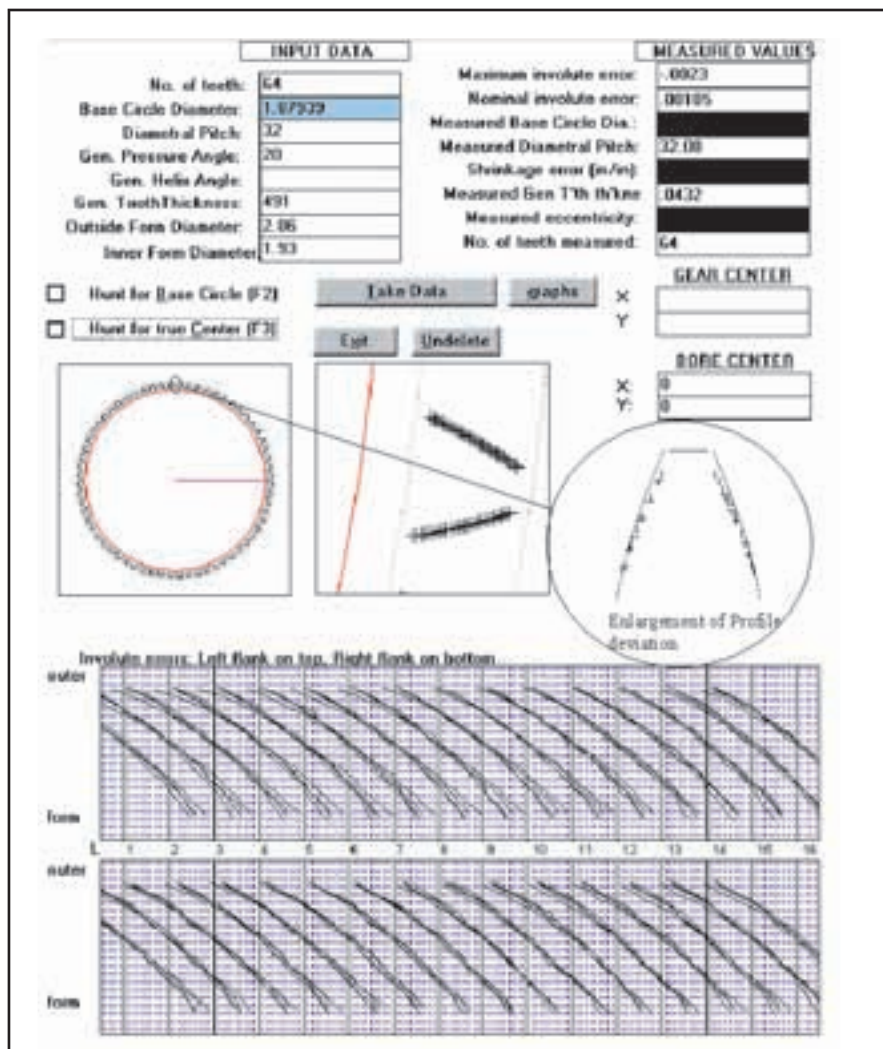 INPUT DATA
No. of teeth: 64
Base Circle Diameter: 1.87939
Diametral Pitch: 32
Gen. Pressure Angle: 20
Gen. Helix Angle:
Gen. ToothThickness: 491
Outside Form Diameter: 2.06
Inner Form Diameter 1.93
MEASURED VALUES
Maximum involute error: -.0023
Nominal involute error: .00105
Measured Base Circle Dia.:
Measured Diametral Pitch: 32.08
Shrinkage error (in/in):
Measured Gen T'th th'kne .0432
Measured eccentricity:
No. of teeth measured: 64
Hunt for Base Circle (F2)
Hunt for true Center (F3)
Take Data
graphs
Exit
Undelete
GEAR CENTER
X
Y
BORE CENTER
X: 0
Y: 0
Enlargement of Profile
deviation
Involute errors: Left flank on top, Right flank on bottom
outer
form
L 1 2 3 4 5 6 7 8 9 10 11 12 13 14 15 16
outer
form